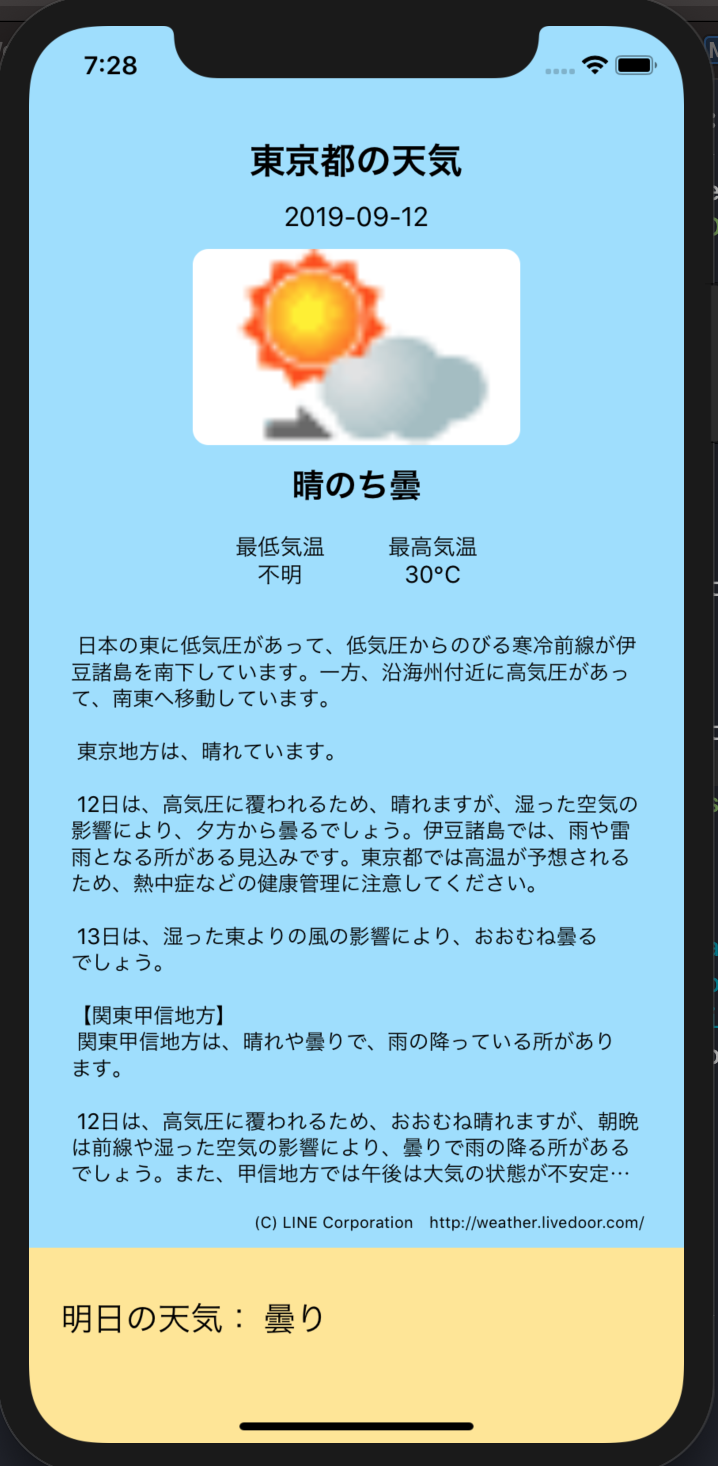 7:28
東京都の天気
2019-09-12
晴のち曇
最低気温 最高気温
不明 30°C
日本の東に低気圧があって、低気圧からのびる寒冷前線が伊
豆諸島を南下しています。一方、沿海州付近に高気圧があっ
て、南東へ移動しています。
東京地方は、晴れています。
12日は、高気圧に覆われるため、晴れますが、湿った空気の
影響により、夕方から曇るでしょう。伊豆諸島では、雨や雷
雨となる所がある見込みです。東京都では高温が予想される
ため、熱中症などの健康管理に注意してください。
13日は、湿った東よりの風の影響により、おおむね曇る
でしょう。
【関東甲信地方】
関東甲信地方は、晴れや曇りで、雨の降っている所があり
ます。
12日は、高気圧に覆われるため、おおむね晴れますが、朝晩
は前線や湿った空気の影響により、曇りで雨の降る所がある
でしょう。また、甲信地方では午後は大気の状態が不安定…
(C) LINE Corporation http://weather.livedoor.com/
明日の天気： 曇り